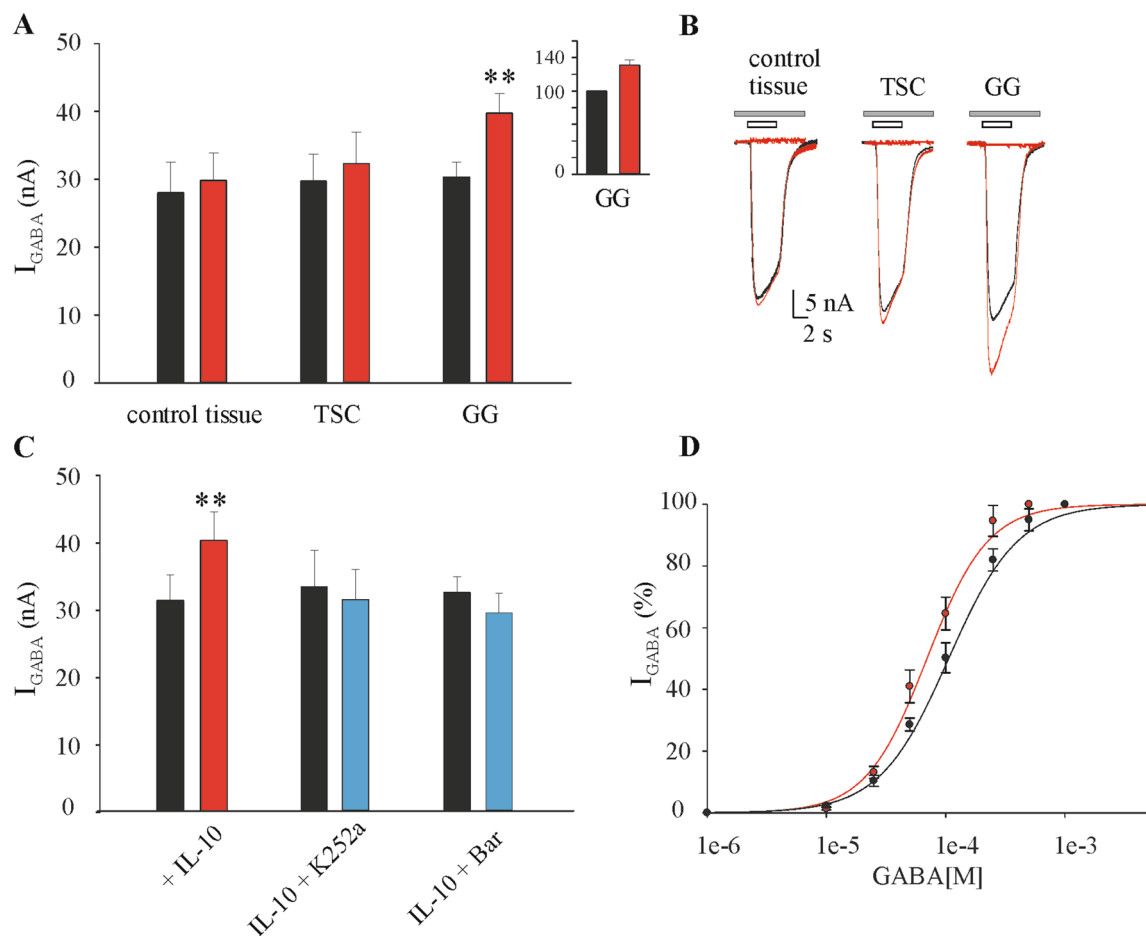 A
50
40
30
20
10
0
I_GABA (nA)
**
control tissue
TSC
GG
140
100
60
20
0
GG
B
control
tissue
TSC
GG
5 nA
2 s
C
50
40
30
20
10
0
I_GABA (nA)
**
+ IL-10
IL-10 + K252a
IL-10 + Bar
D
100
80
60
40
20
0
I_GABA (%)
1e-6
1e-5
1e-4
1e-3
GABA[M]